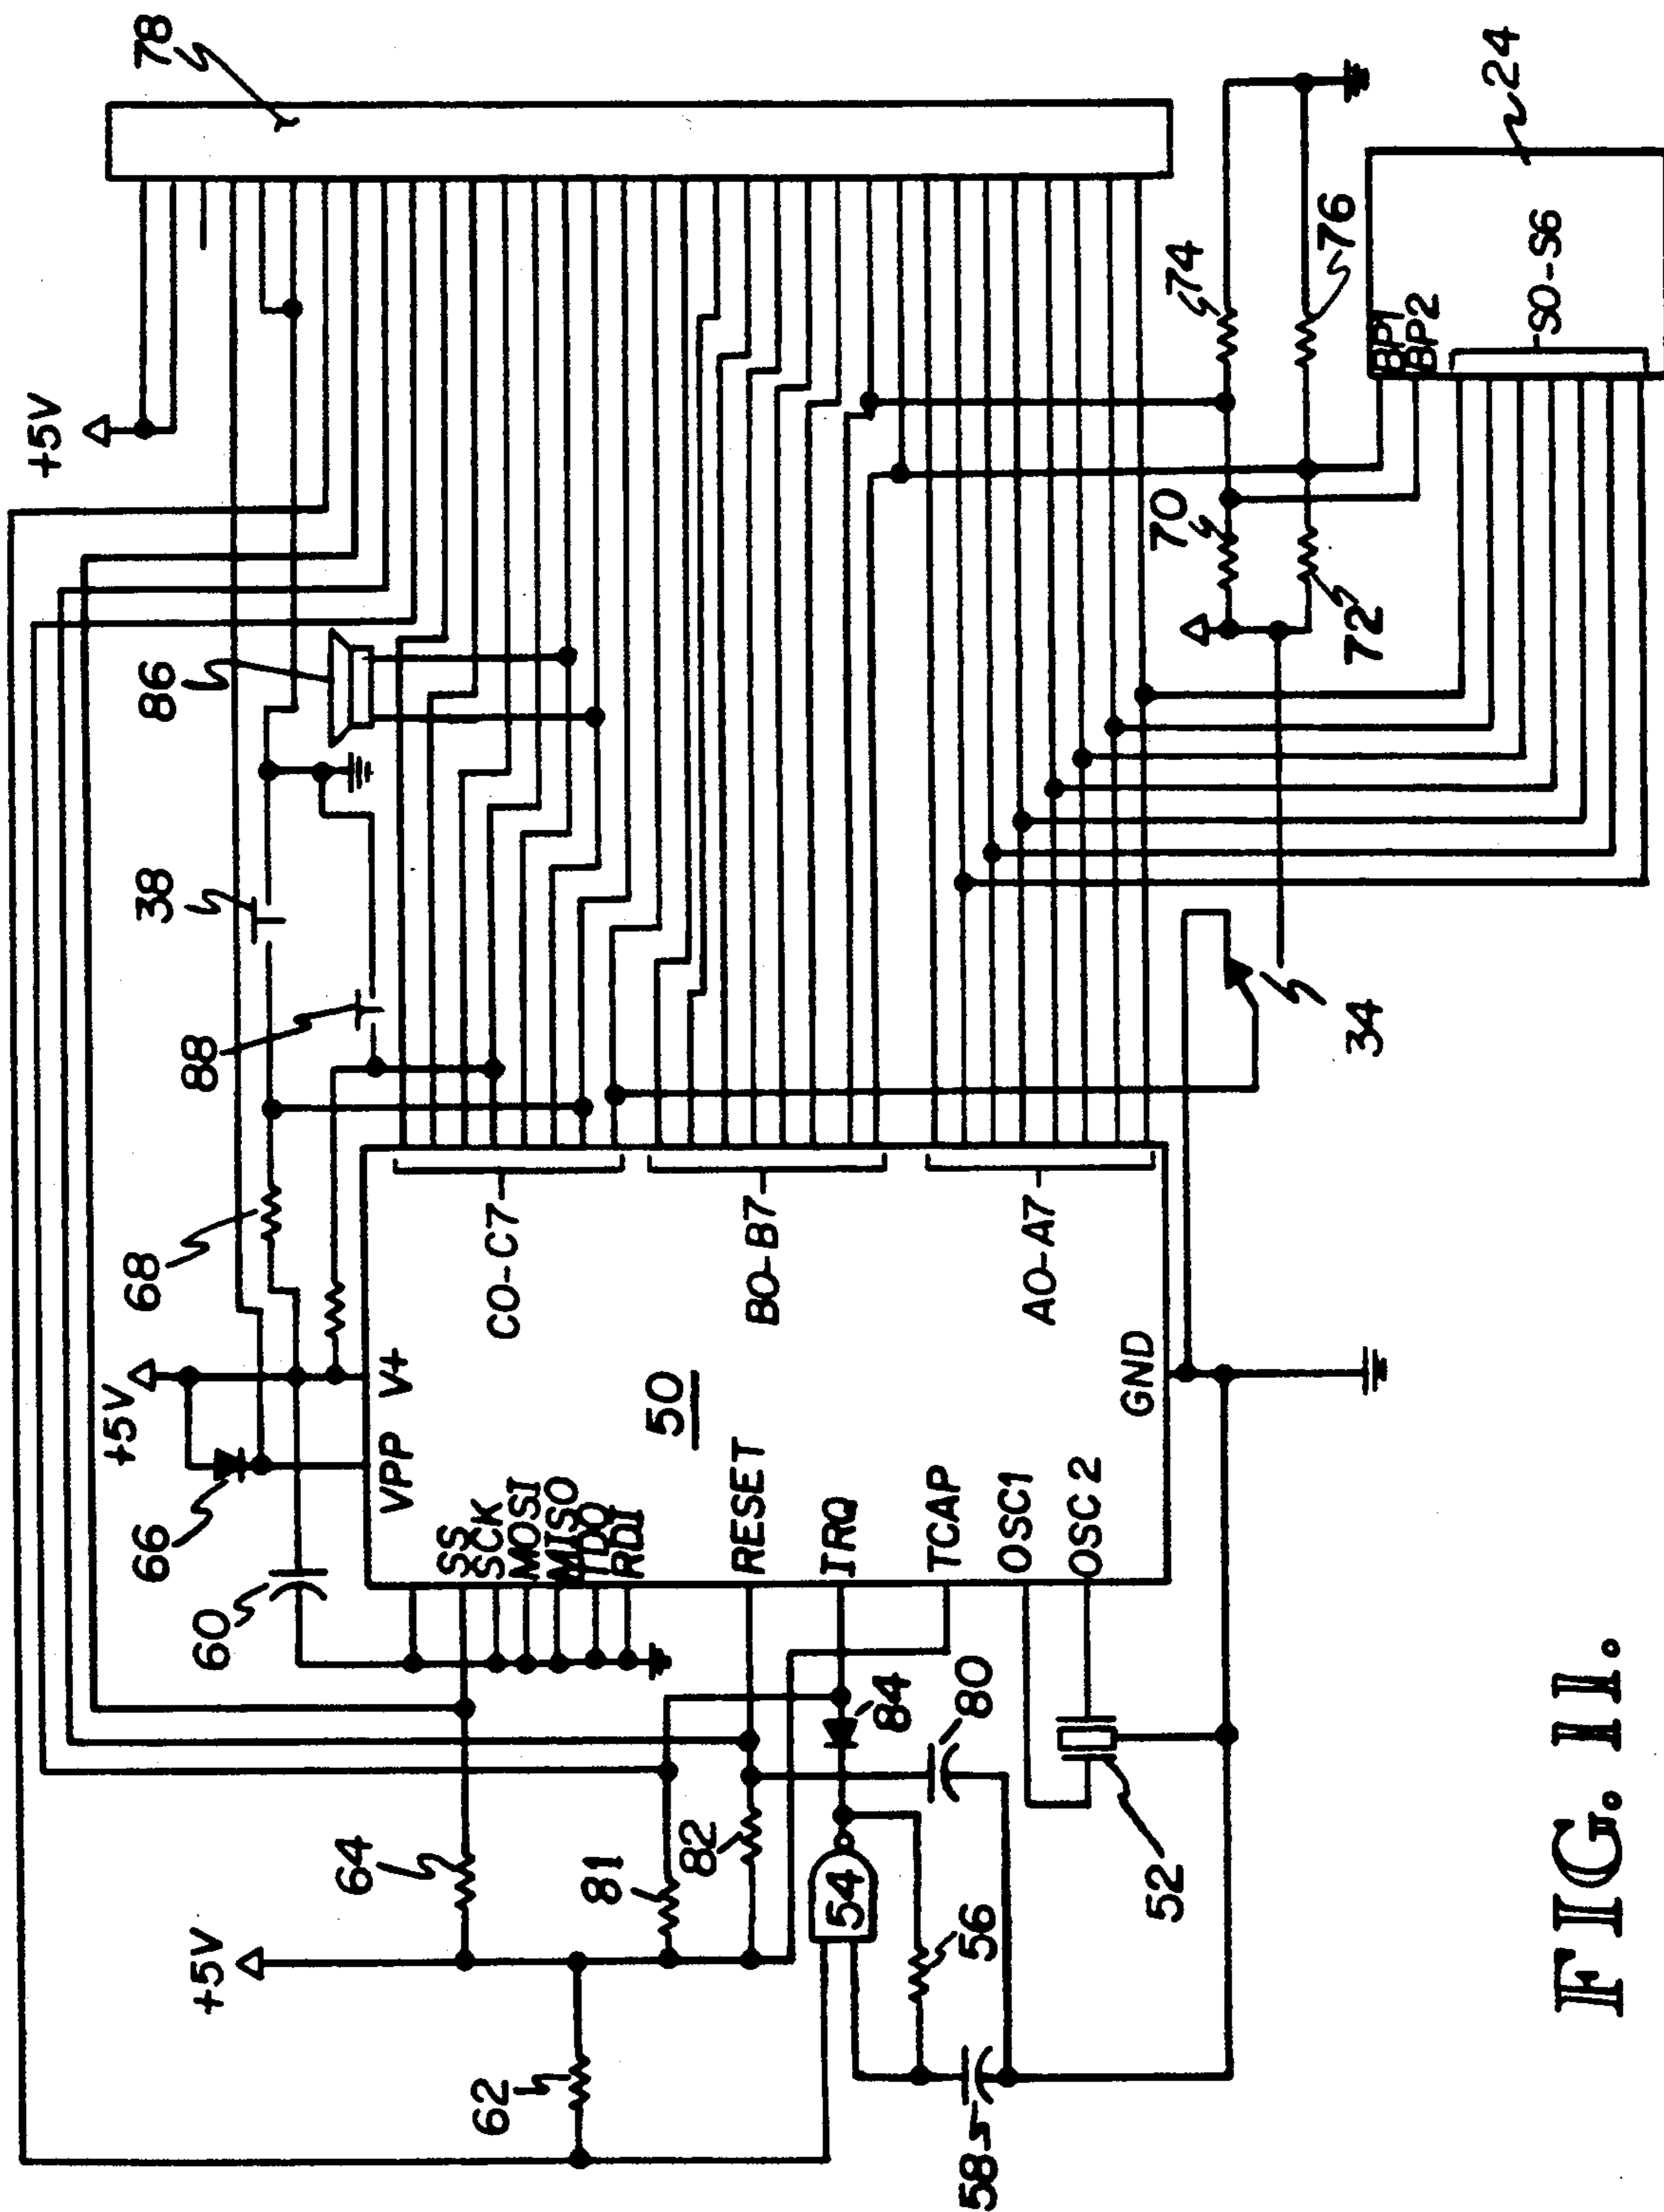 78
+5V
86
38
88
68
+5V
66
60
VPP
V+
SS
SCK
MOSI
MISO
TDO
RDI
RESET
IRQ
TCAP
OSC1
OSC 2
GND
50
C0-C7
B0-B7
A0-A7
64
+5V
81
82
62
54
84
80
56
58
52
34
70
72
74
76
BP1
BP2
S0-S6
24
FIG. 11.